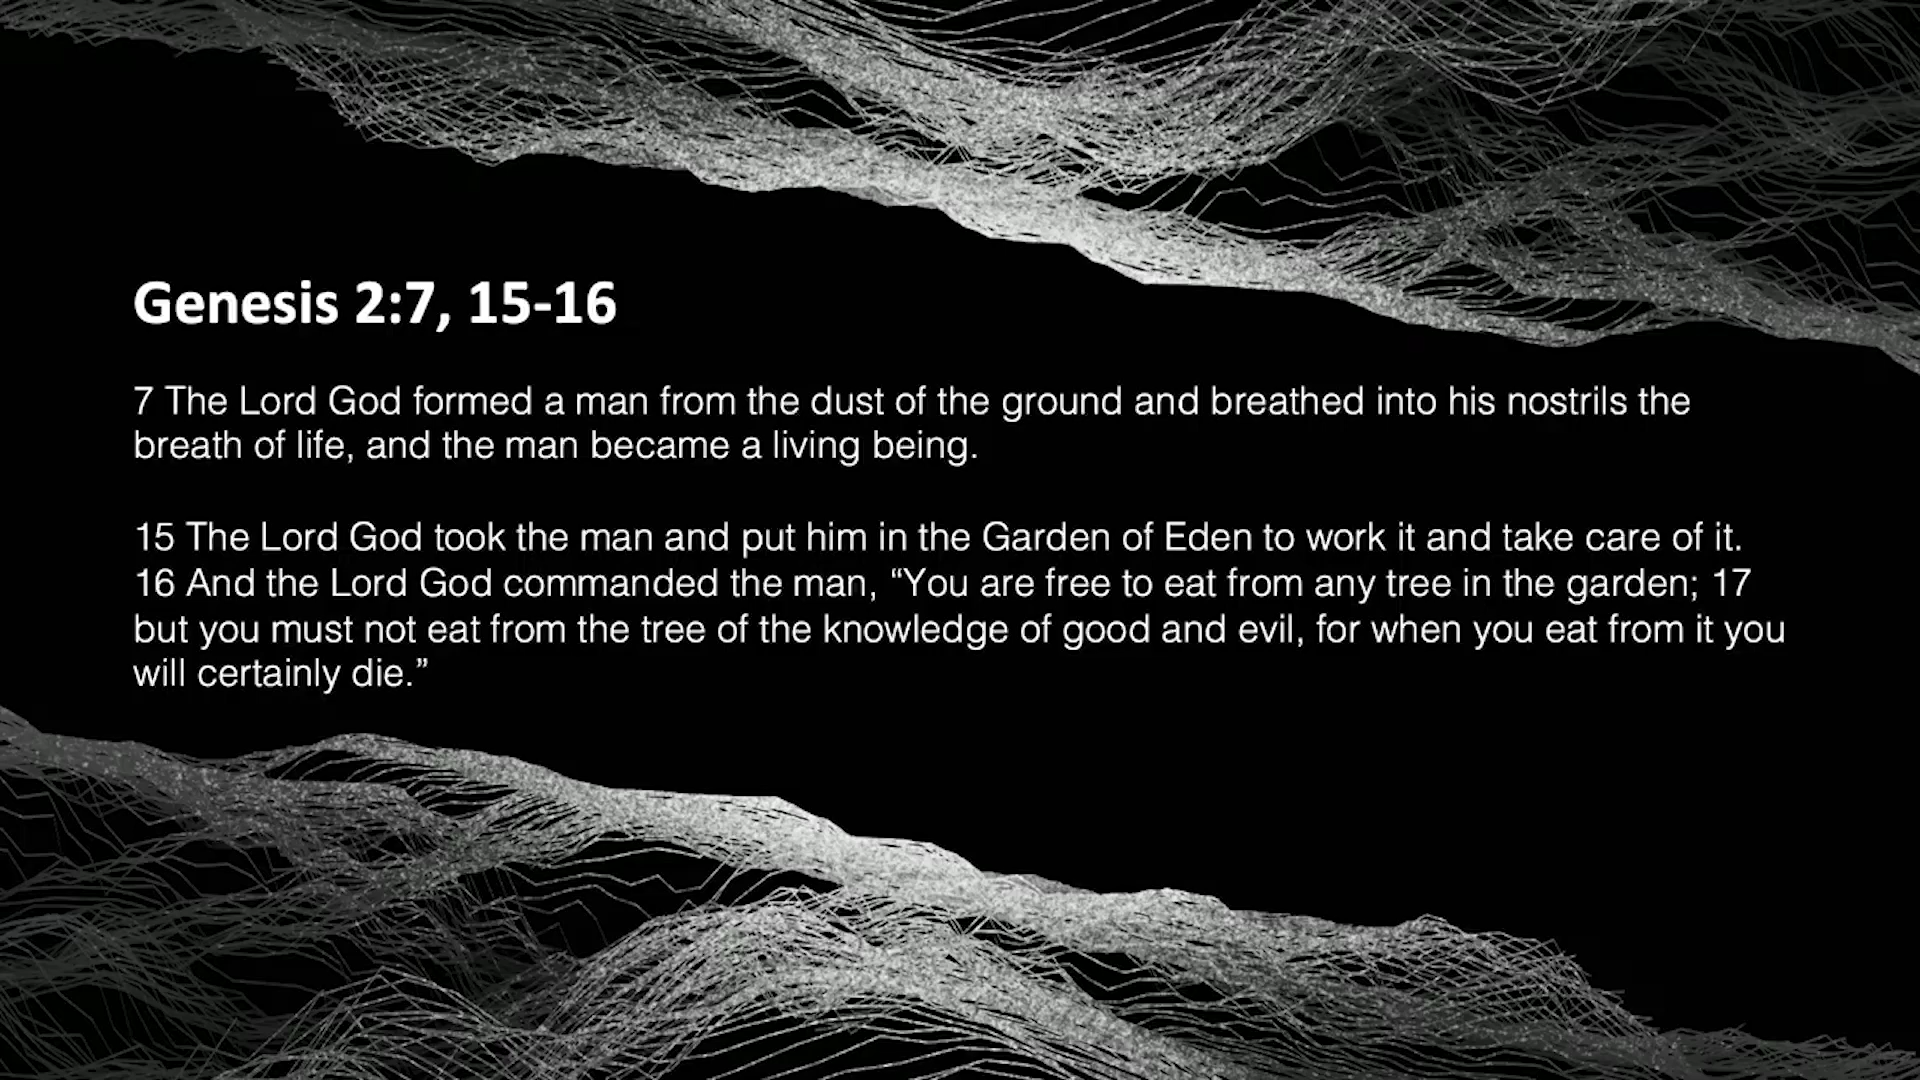 Genesis 2:7, 15-16
7 The Lord God formed a man from the dust of the ground and breathed into his nostrils the
breath of life, and the man became a living being.
15 The Lord God took the man and put him in the Garden of Eden to work it and take care of it.
16 And the Lord God commanded the man, “You are free to eat from any tree in the garden; 17
but you must not eat from the tree of the knowledge of good and evil, for when you eat from it you
will certainly die.”